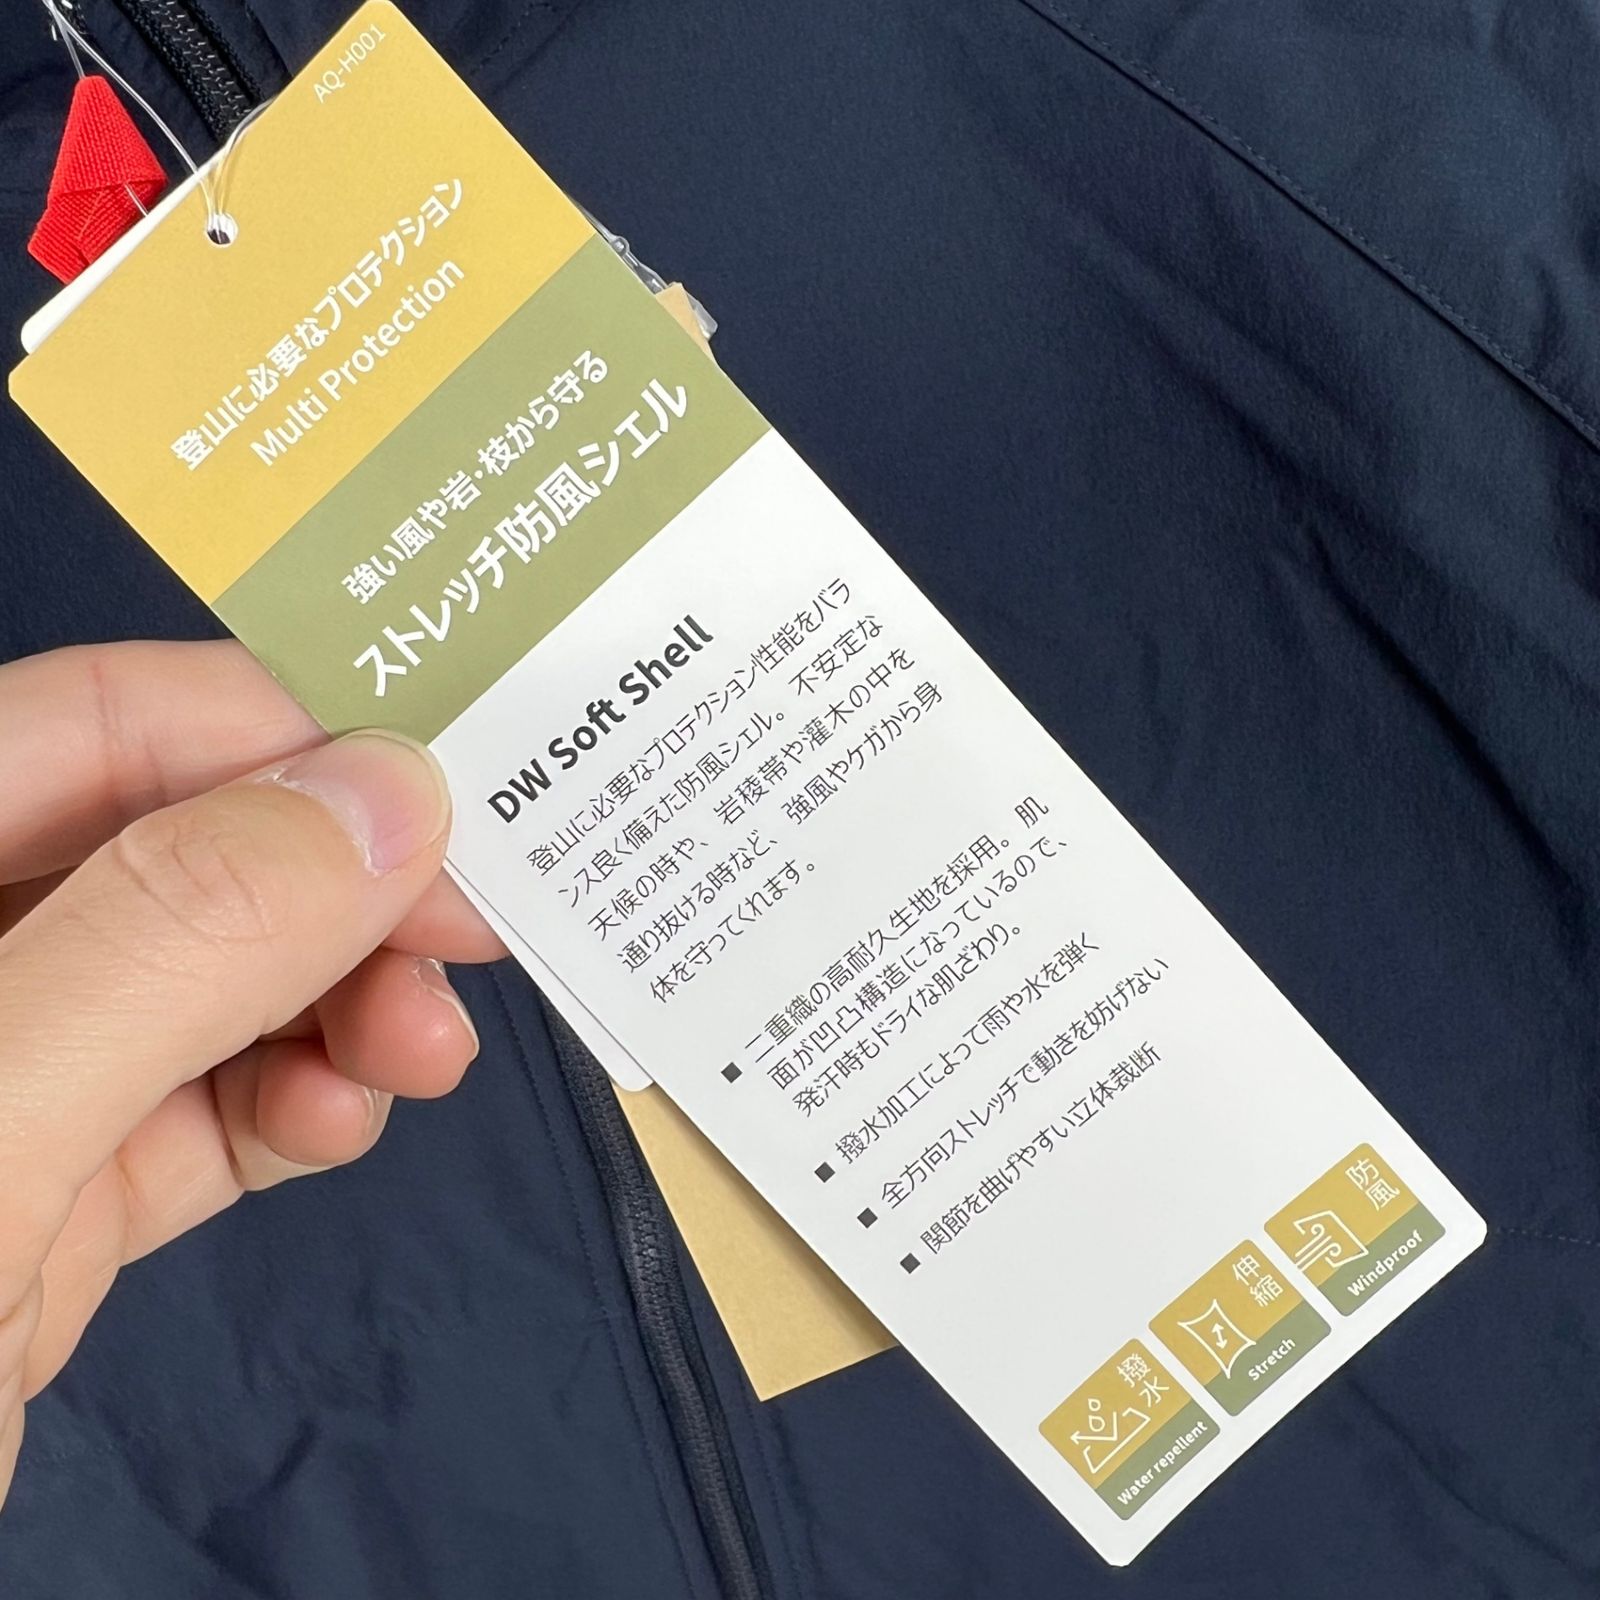 AQ-H001
登山に必要なプロテクション
Multi Protection
強い風や岩・枝から守る
ストレッチ防風シェル
DW Soft Shell
登山に必要なプロテクション性能をバラ
ンス良く備えた防風シェル。不安定な
天候の時や、岩稜帯や灌木の中を
通り抜ける時など、強風やケガから身
体を守ってくれます。
■ 二重織の高耐久生地を採用。肌
面が凹凸構造になっているので、
発汗時もドライな肌ざわり。
■ 撥水加工によって雨や水を弾く
■ 全方向ストレッチで動きを妨げない
■ 関節を曲げやすい立体裁断
撥水
Water repellent
伸縮
Stretch
防風
Windproof